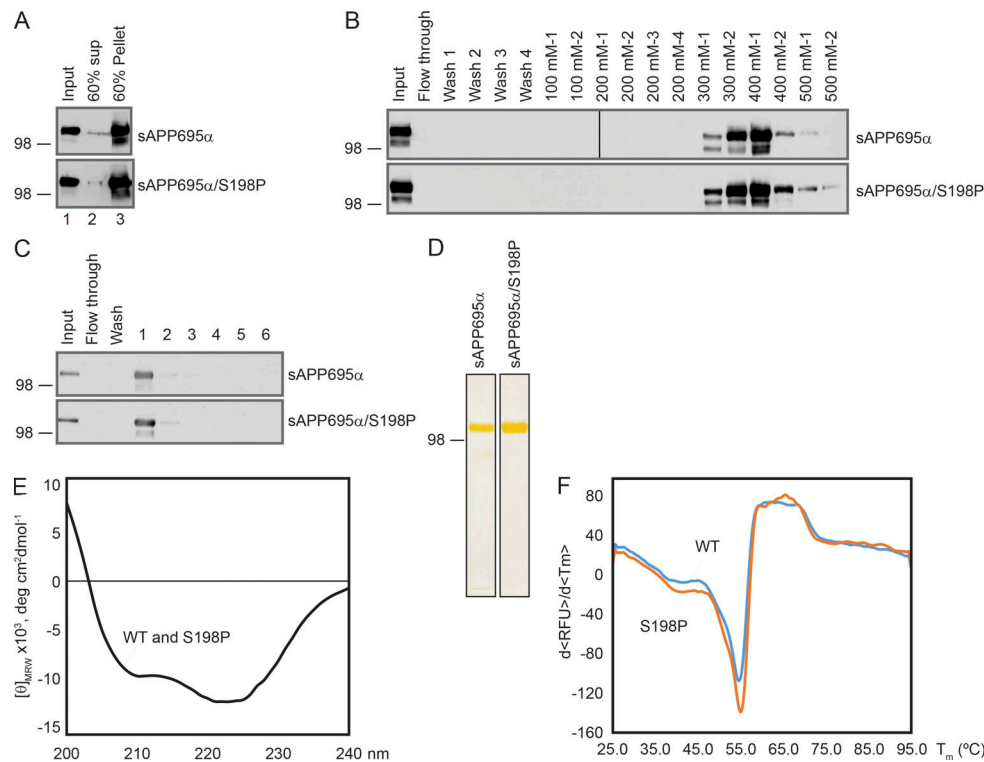 A
Input
60% sup
60% Pellet
98
sAPP695α
98
sAPP695α/S198P
1 2 3
B
Input
Flow through
Wash 1
Wash 2
Wash 3
Wash 4
100 mM-1
100 mM-2
200 mM-1
200 mM-2
200 mM-3
200 mM-4
300 mM-1
300 mM-2
400 mM-1
400 mM-2
500 mM-1
500 mM-2
98
sAPP695α
98
sAPP695α/S198P
C
Input
Flow through
Wash
1 2 3 4 5 6
98
sAPP695α
98
sAPP695α/S198P
D
sAPP695α
sAPP695α/S198P
98
E
[θ]MRW x10³, deg cm²dmol⁻¹
10
5
0
-5
-10
-15
WT and S198P
200 210 220 230 240 nm
F
d<RFU>/d<Tm>
80
40
0
-40
-80
-120
-160
WT
S198P
25.0 35.0 45.0 55.0 65.0 75.0 85.0 95.0 Tm (ºC)